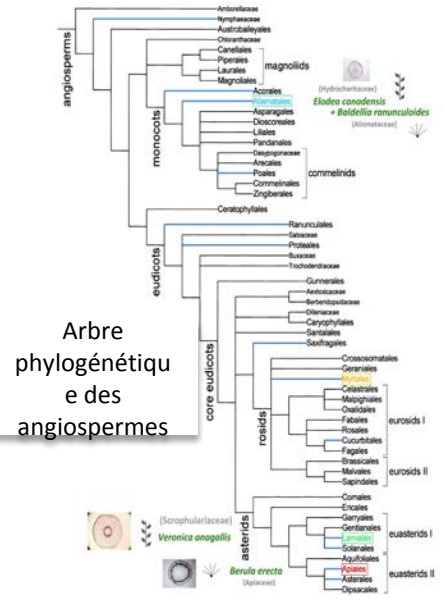 angiosperms
Amborellaceae
Nymphaeaceae
Austrobaileyales
Chloranthaceae
Canellales
Piperales
Laurales
Magnoliales
magnoliids
monocots
Acorales
Alismatales
Asparagales
Dioscoreales
Liliales
Pandanales
Dasypogonaceae
Arecales
Poales
Commelinales
Zingiberales
commelinids
(Hydrocharitaceae)
Elodea canadensis
+ Baldellia ranunculoides
(Alismataceae)
Ceratophyllales
eudicots
Ranunculales
Sabiaceae
Proteales
Buxaceae
Trochodendraceae
core eudicots
Gunnerales
Aextoxicaceae
Berberidopsidaceae
Dilleniaceae
Caryophyllales
Santalales
Saxifragales
Arbre
phylogénétiqu
e des
angiospermes
rosids
Crossosomatales
Geraniales
Myrtales
Celastrales
Malpighiales
Oxalidales
Fabales
Rosales
Cucurbitales
Fagales
eurosids I
Brassicales
Malvales
Sapindales
eurosids II
asterids
Cornales
Ericales
Garryales
Gentianales
Lamiales
Solanales
euasterids I
Aquifoliales
Apiales
Asterales
Dipsacales
euasterids II
(Scrophulariaceae)
Veronica anagallis
Berula erecta
(Apiaceae)